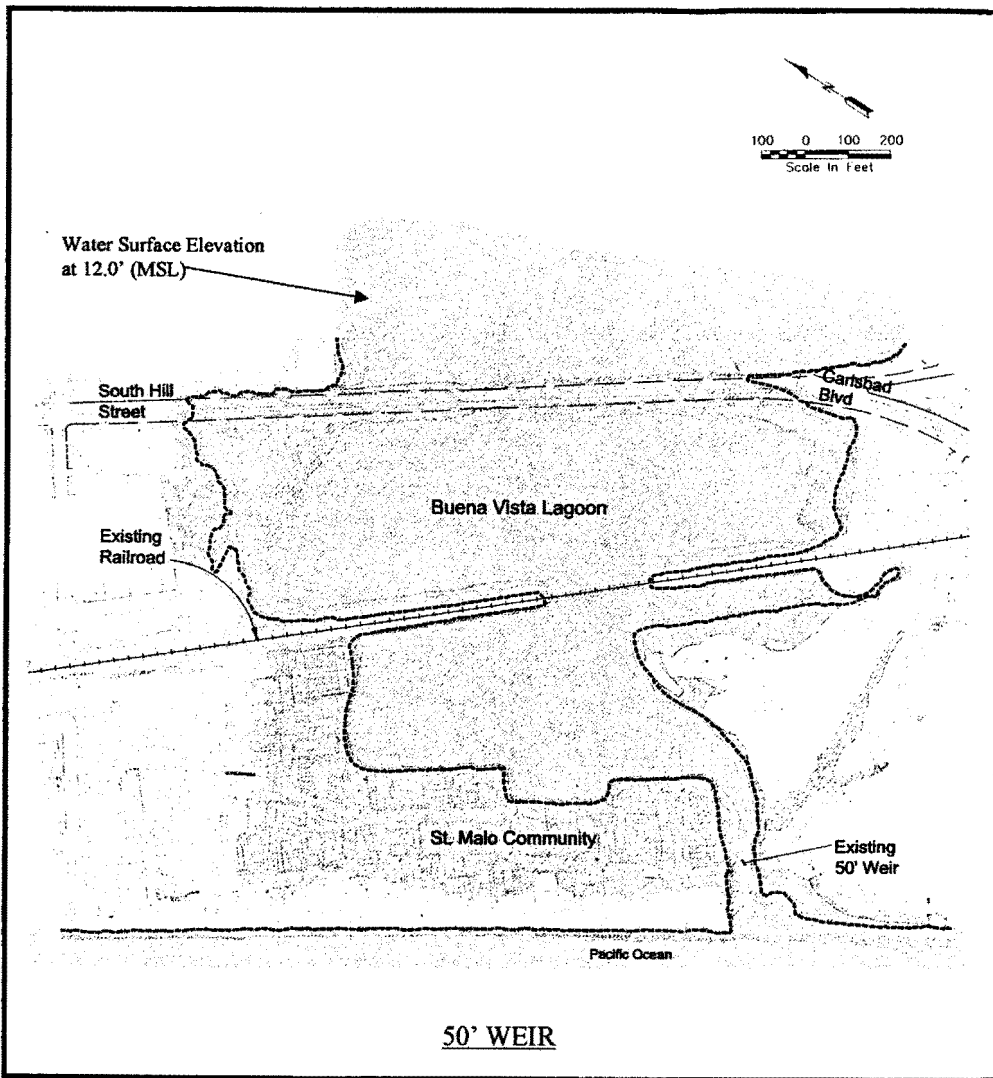 N
100 0 100 200
Scale In Feet
Water Surface Elevation
at 12.0' (MSL)
South Hill
Street
Carlsbad
Blvd
Buena Vista Lagoon
Existing
Railroad
St. Malo Community
Existing
50' Weir
Pacific Ocean
50' WEIR